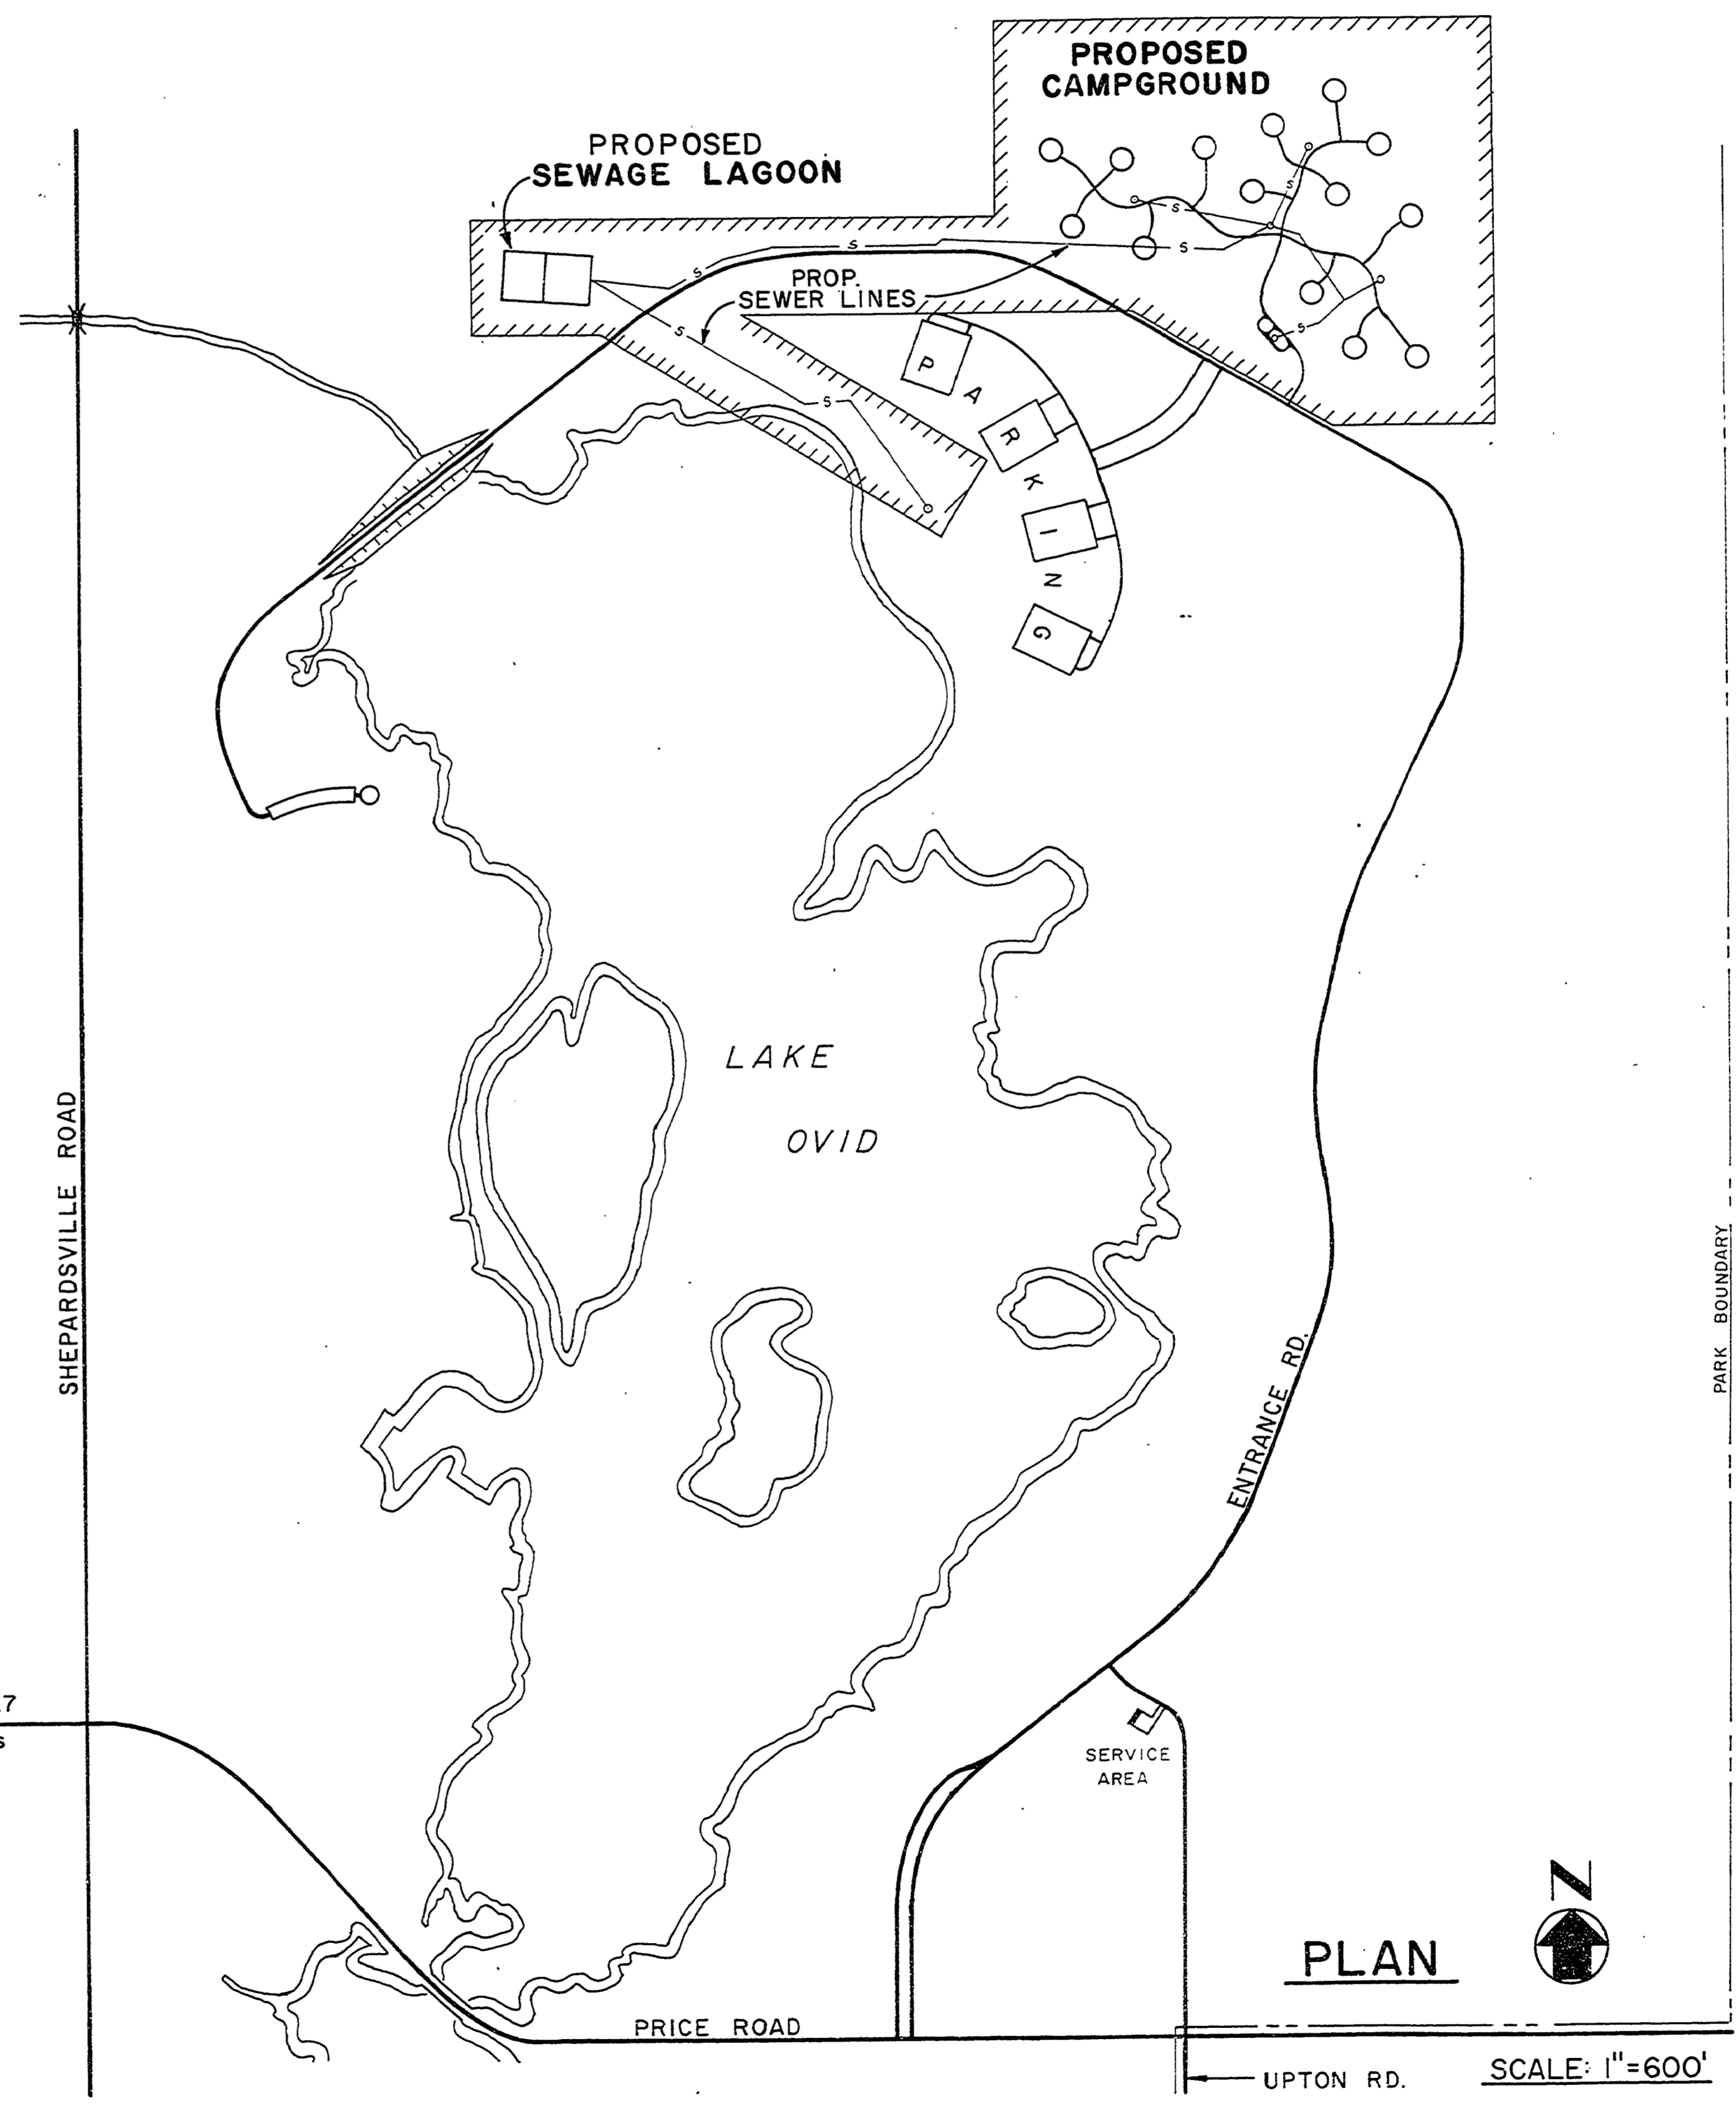 PROPOSED
CAMPGROUND
PROPOSED
SEWAGE LAGOON
S
S
S
S
S
PROP.
SEWER LINES
S
S
S
P
A
R
K
I
N
G
LAKE
OVID
SHEPARDSVILLE ROAD
PARK BOUNDARY
ENTRANCE RD.
7
s
SERVICE
AREA
N
PLAN
PRICE ROAD
UPTON RD.
SCALE: 1"=600'